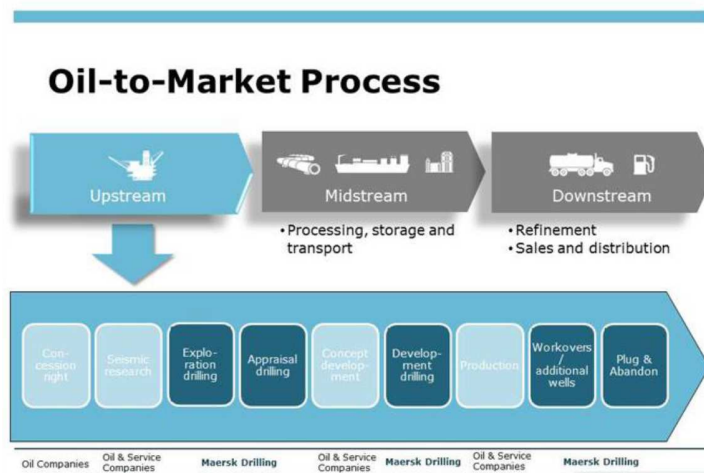 Oil-to-Market Process
Upstream
Midstream
Downstream
• Processing, storage and
transport
• Refinement
• Sales and distribution
Con-
cession
right
Seismic
research
Explo-
ration
drilling
Appraisal
drilling
Concept
develop-
ment
Develop-
ment
drilling
Production
Workovers
/
additional
wells
Plug &
Abandon
Oil Companies
Oil & Service
Companies
Maersk Drilling
Oil & Service
Companies
Maersk Drilling
Oil & Service
Companies
Maersk Drilling